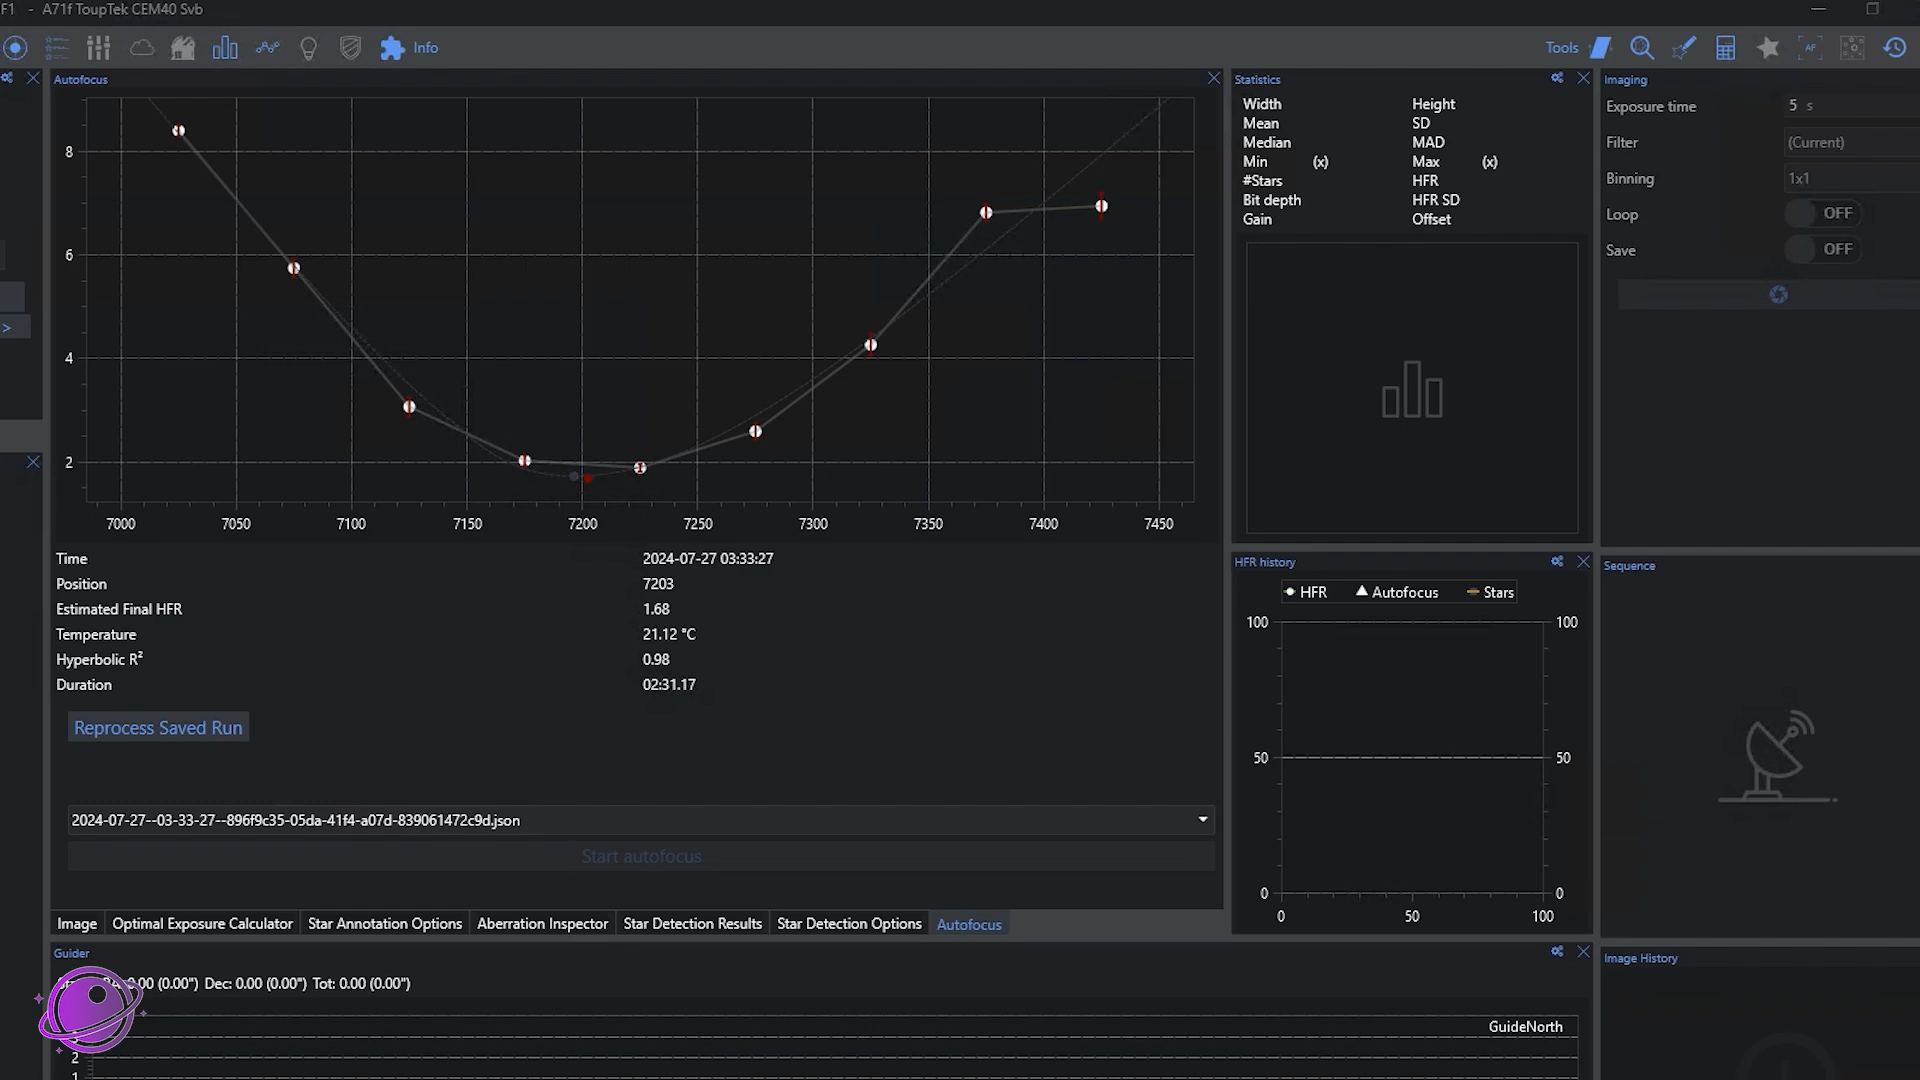 F1 - A71f ToupTek CEM40 Svb
Info
Tools
AF
Autofocus
8
6
4
2
7000 7050 7100 7150 7200 7250 7300 7350 7400 7450
Time 2024-07-27 03:33:27
Position 7203
Estimated Final HFR 1.68
Temperature 21.12 °C
Hyperbolic R² 0.98
Duration 02:31.17
Reprocess Saved Run
2024-07-27--03-33-27--896f9c35-05da-41f4-a07d-839061472c9d.json
Start autofocus
Image Optimal Exposure Calculator Star Annotation Options Aberration Inspector Star Detection Results Star Detection Options Autofocus
Guider
0.00 (0.00") Dec: 0.00 (0.00") Tot: 0.00 (0.00")
GuideNorth
2
1
Statistics
Width Height
Mean SD
Median MAD
Min (x) Max (x)
#Stars HFR
Bit depth HFR SD
Gain Offset
HFR history
HFR Autofocus Stars
100 100
50 50
0 0
0 50 100
Imaging
Exposure time 5 s
Filter (Current)
Binning 1x1
Loop OFF
Save OFF
Sequence
Image History
>